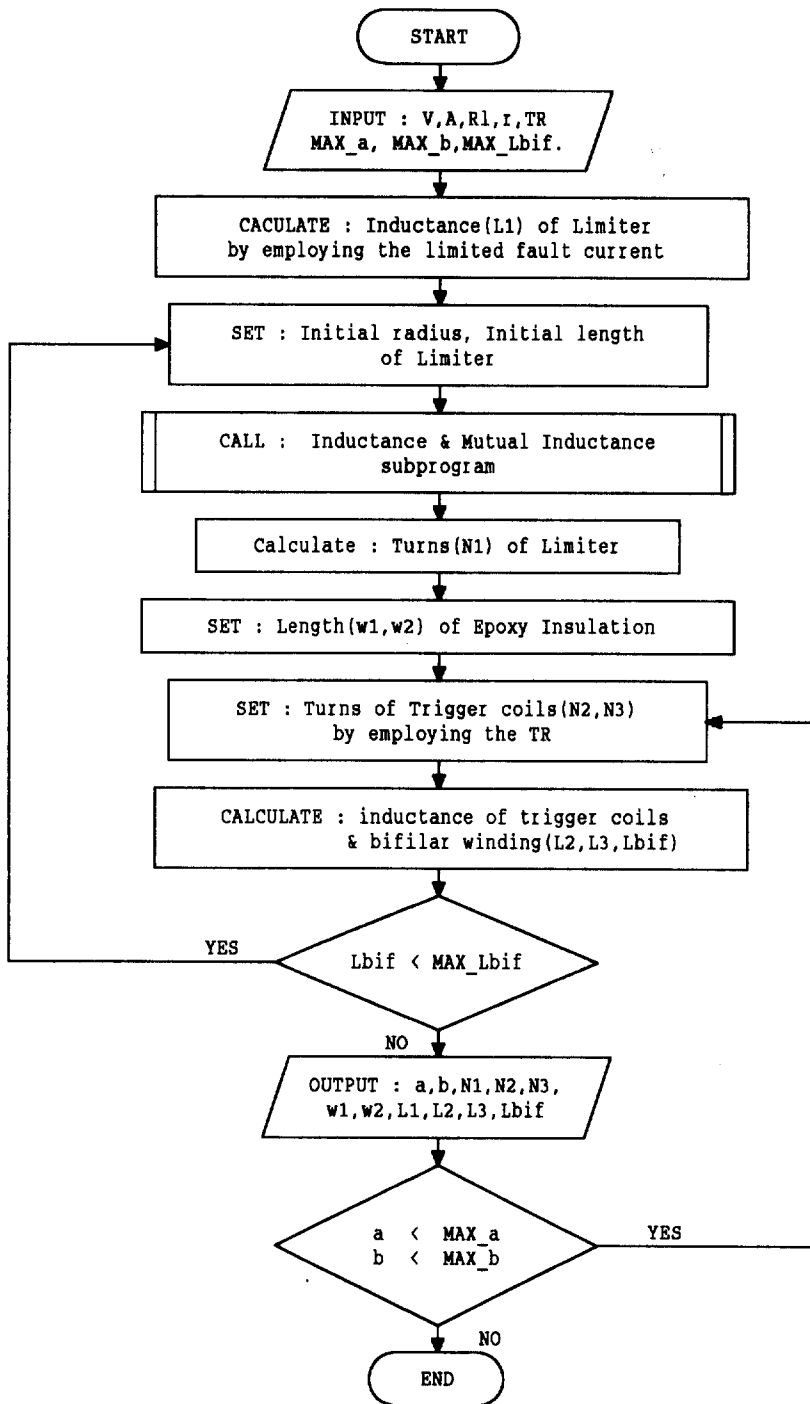 START
INPUT : V,A,Rl,r,TR
MAX_a, MAX_b,MAX_Lbif.
CACULATE : Inductance(L1) of Limiter
by employing the limited fault current
SET : Initial radius, Initial length
of Limiter
CALL : Inductance & Mutual Inductance
subprogram
Calculate : Turns(N1) of Limiter
SET : Length(w1,w2) of Epoxy Insulation
SET : Turns of Trigger coils(N2,N3)
by employing the TR
CALCULATE : inductance of trigger coils
& bifilar winding(L2,L3,Lbif)
YES
Lbif < MAX_Lbif
NO
OUTPUT : a,b,N1,N2,N3,
w1,w2,L1,L2,L3,Lbif
a < MAX_a
YES
b < MAX_b
NO
END